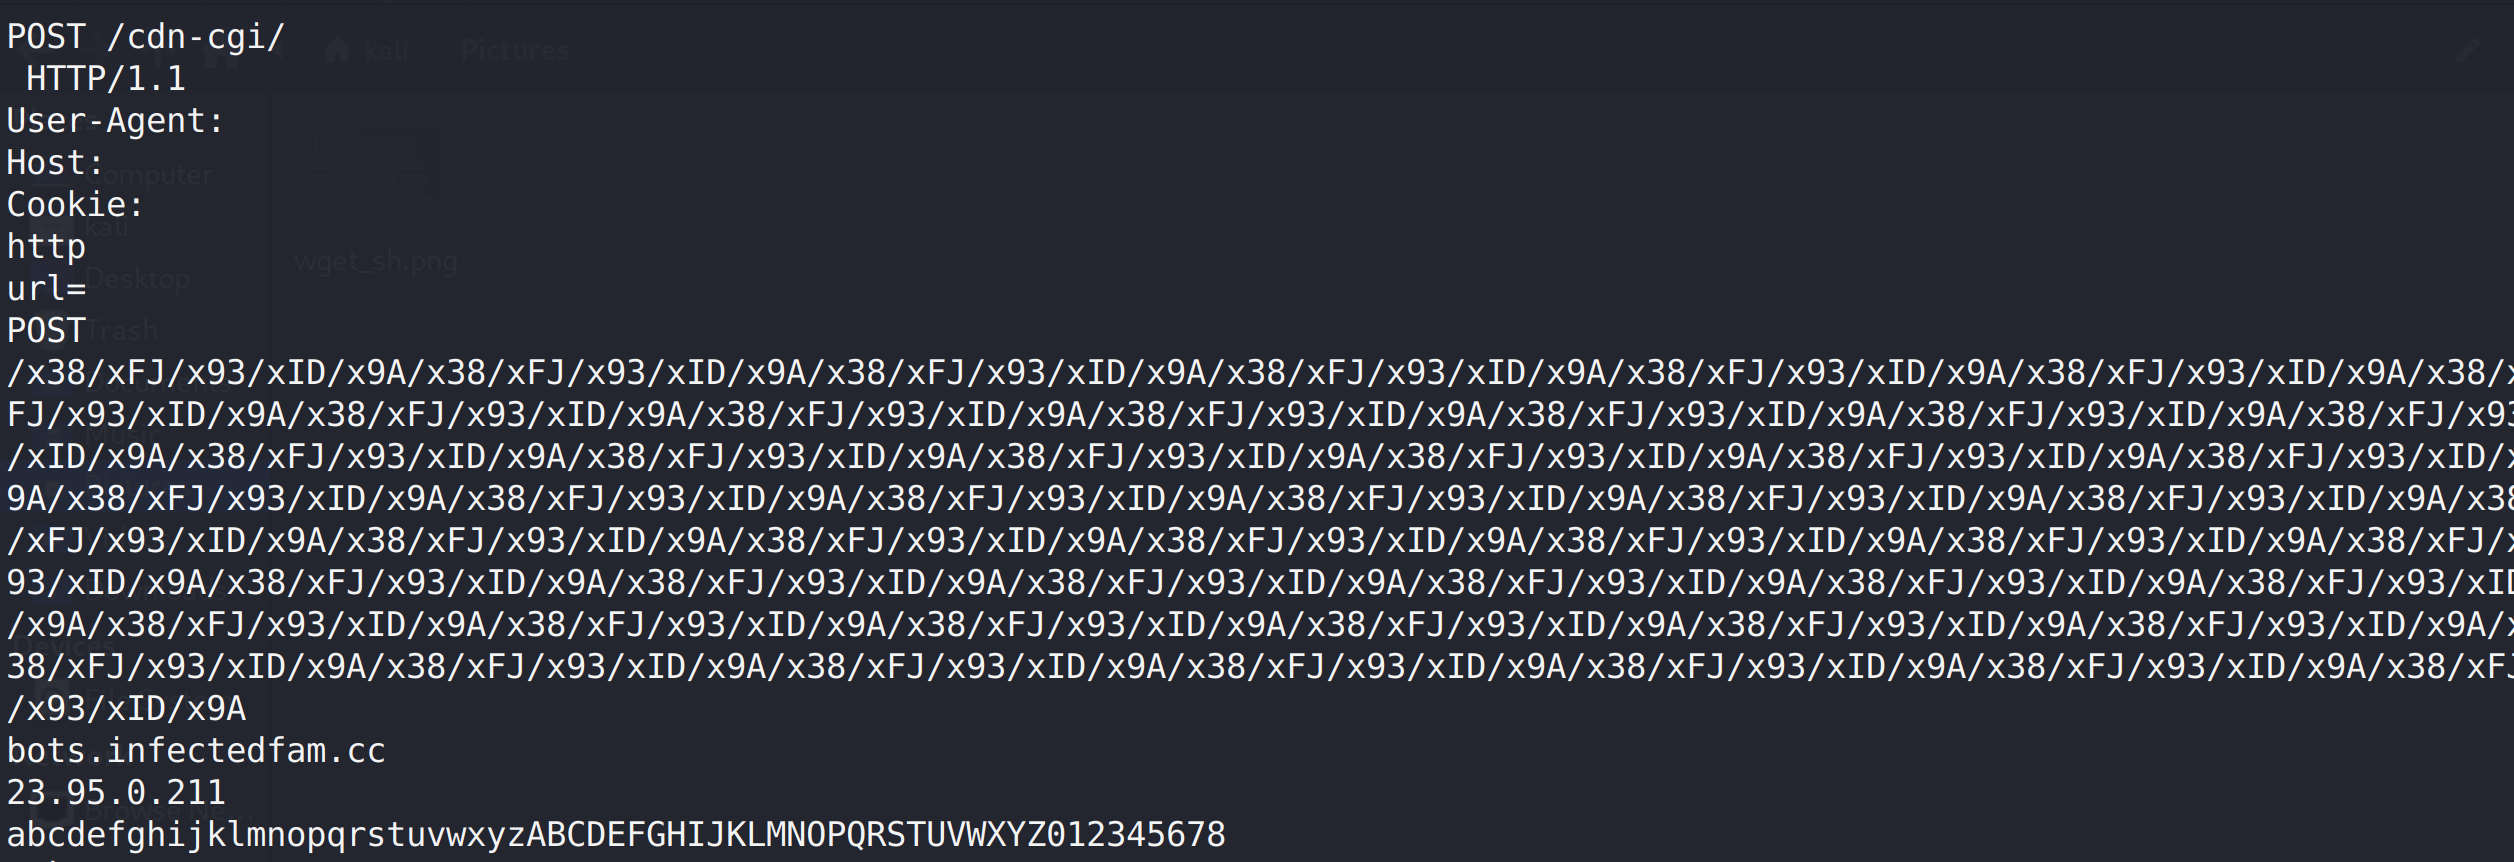 POST /cdn-cgi/
kali
Pictures
HTTP/1.1
User-Agent:
Host:
Computer
Cookie:
kali
http
wget_sh.png
Desktop
url=
POST
Trash
/x38/xFJ/x93/xID/x9A/x38/xFJ/x93/xID/x9A/x38/xFJ/x93/xID/x9A/x38/xFJ/x93/xID/x9A/x38/xFJ/x93/xID/x9A/x38/xFJ/x93/xID/x9A/x38/x
FJ/x93/xID/x9A/x38/xFJ/x93/xID/x9A/x38/xFJ/x93/xID/x9A/x38/xFJ/x93/xID/x9A/x38/xFJ/x93/xID/x9A/x38/xFJ/x93/xID/x9A/x38/xFJ/x93
/xID/x9A/x38/xFJ/x93/xID/x9A/x38/xFJ/x93/xID/x9A/x38/xFJ/x93/xID/x9A/x38/xFJ/x93/xID/x9A/x38/xFJ/x93/xID/x9A/x38/xFJ/x93/xID/x
9A/x38/xFJ/x93/xID/x9A/x38/xFJ/x93/xID/x9A/x38/xFJ/x93/xID/x9A/x38/xFJ/x93/xID/x9A/x38/xFJ/x93/xID/x9A/x38/xFJ/x93/xID/x9A/x38
/xFJ/x93/xID/x9A/x38/xFJ/x93/xID/x9A/x38/xFJ/x93/xID/x9A/x38/xFJ/x93/xID/x9A/x38/xFJ/x93/xID/x9A/x38/xFJ/x93/xID/x9A/x38/xFJ/x
93/xID/x9A/x38/xFJ/x93/xID/x9A/x38/xFJ/x93/xID/x9A/x38/xFJ/x93/xID/x9A/x38/xFJ/x93/xID/x9A/x38/xFJ/x93/xID/x9A/x38/xFJ/x93/xID
/x9A/x38/xFJ/x93/xID/x9A/x38/xFJ/x93/xID/x9A/x38/xFJ/x93/xID/x9A/x38/xFJ/x93/xID/x9A/x38/xFJ/x93/xID/x9A/x38/xFJ/x93/xID/x9A/x
38/xFJ/x93/xID/x9A/x38/xFJ/x93/xID/x9A/x38/xFJ/x93/xID/x9A/x38/xFJ/x93/xID/x9A/x38/xFJ/x93/xID/x9A/x38/xFJ/x93/xID/x9A/x38/xFJ
/x93/xID/x9A
bots.infectedfam.cc
23.95.0.211
abcdefghijklmnopqrstuvwxyzABCDEFGHIJKLMNOPQRSTUVWXYZ012345678